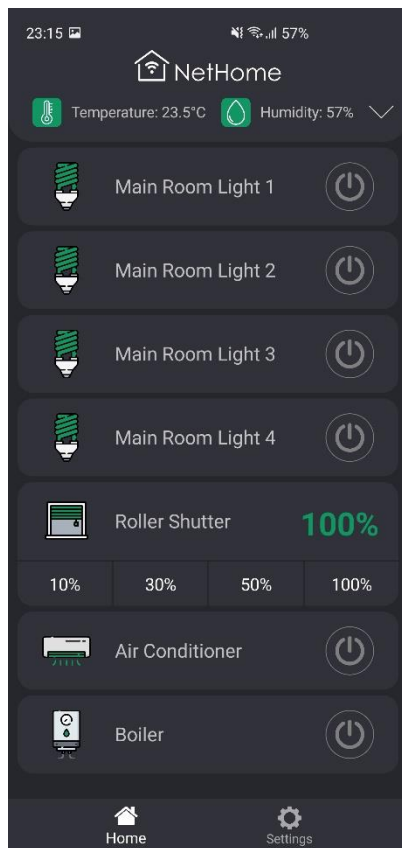 23:15 57%
NetHome
Temperature: 23.5°C Humidity: 57%
Main Room Light 1
Main Room Light 2
Main Room Light 3
Main Room Light 4
Roller Shutter 100%
10% 30% 50% 100%
Air Conditioner
Boiler
Home Settings